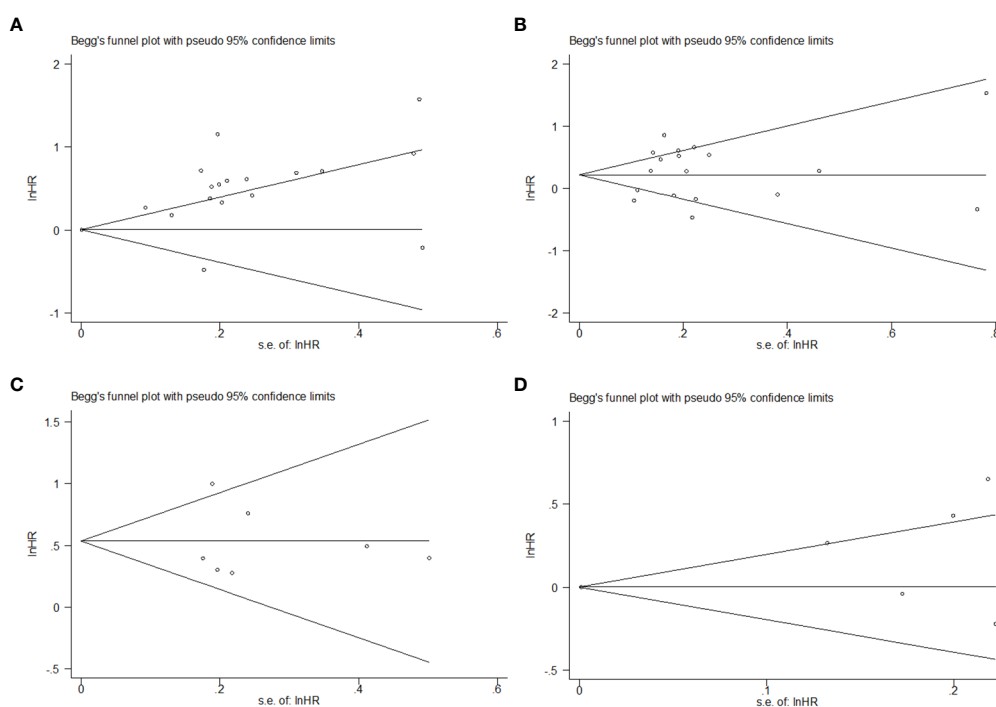 A
Begg's funnel plot with pseudo 95% confidence limits
2
1
0
-1
lnHR
0
.2
.4
.6
s.e. of: lnHR
B
Begg's funnel plot with pseudo 95% confidence limits
2
1
0
-1
-2
lnHR
0
.2
.4
.6
.8
s.e. of: lnHR
C
Begg's funnel plot with pseudo 95% confidence limits
1.5
1
.5
0
-.5
lnHR
0
.2
.4
.6
s.e. of: lnHR
D
Begg's funnel plot with pseudo 95% confidence limits
1
.5
0
-.5
lnHR
0
.1
.2
s.e. of: lnHR